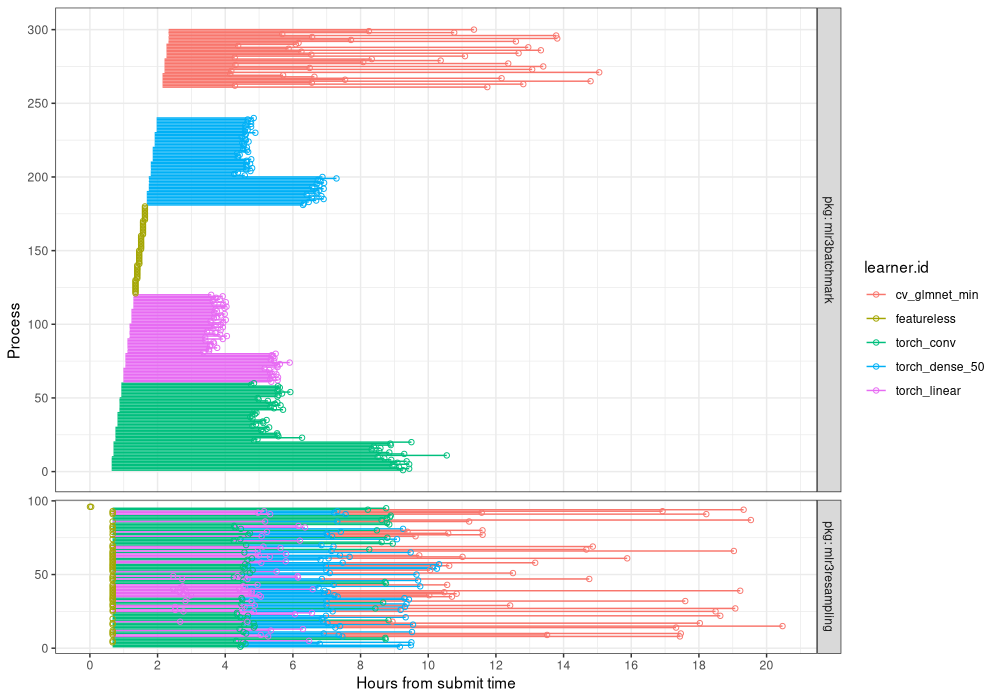 300
250
200
150
100
50
0
pkg: mlr3batchmark
100
50
0
pkg: mlr3resampling
0 2 4 6 8 10 12 14 16 18 20
Hours from submit time
Process
learner.id
cv_glmnet_min
featureless
torch_conv
torch_dense_50
torch_linear